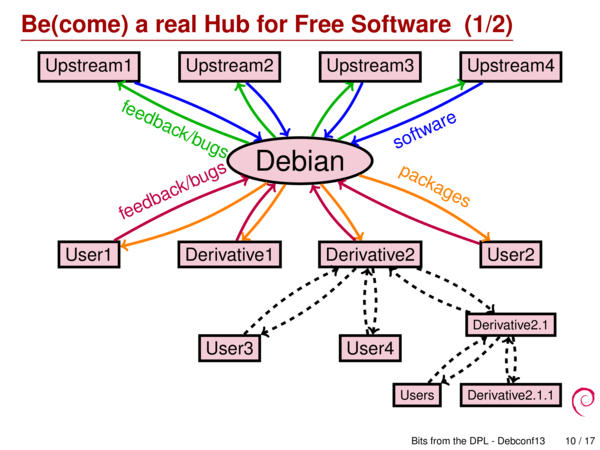 Be(come) a real Hub for Free Software (1/2)
Upstream1 Upstream2 Upstream3 Upstream4
feedback/bugs
software
Debian
feedback/bugs
packages
User1 Derivative1 Derivative2 User2
Derivative2.1
User3 User4
Users Derivative2.1.1
Bits from the DPL - Debconf13 10 / 17